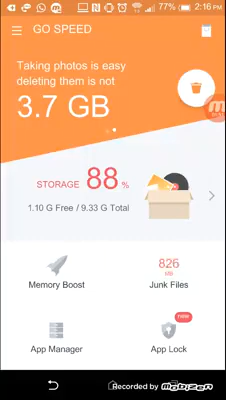 77% 2:16 PM
GO SPEED
Taking photos is easy
deleting them is not
3.7 GB
STORAGE 88 %
1.10 G Free / 9.33 G Total
826
MB
Memory Boost
Junk Files
new
App Manager
App Lock
Recorded by Mobizen